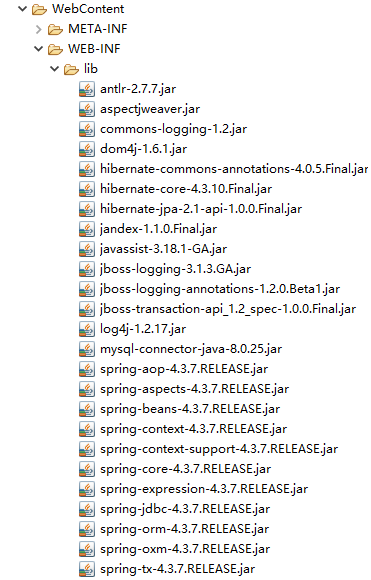 WebContent
META-INF
WEB-INF
lib
antlr-2.7.7.jar
aspectjweaver.jar
commons-logging-1.2.jar
dom4j-1.6.1.jar
hibernate-commons-annotations-4.0.5.Final.jar
hibernate-core-4.3.10.Final.jar
hibernate-jpa-2.1-api-1.0.0.Final.jar
jandex-1.1.0.Final.jar
javassist-3.18.1-GA.jar
jboss-logging-3.1.3.GA.jar
jboss-logging-annotations-1.2.0.Beta1.jar
jboss-transaction-api_1.2_spec-1.0.0.Final.jar
log4j-1.2.17.jar
mysql-connector-java-8.0.25.jar
spring-aop-4.3.7.RELEASE.jar
spring-aspects-4.3.7.RELEASE.jar
spring-beans-4.3.7.RELEASE.jar
spring-context-4.3.7.RELEASE.jar
spring-context-support-4.3.7.RELEASE.jar
spring-core-4.3.7.RELEASE.jar
spring-expression-4.3.7.RELEASE.jar
spring-jdbc-4.3.7.RELEASE.jar
spring-orm-4.3.7.RELEASE.jar
spring-oxm-4.3.7.RELEASE.jar
spring-tx-4.3.7.RELEASE.jar